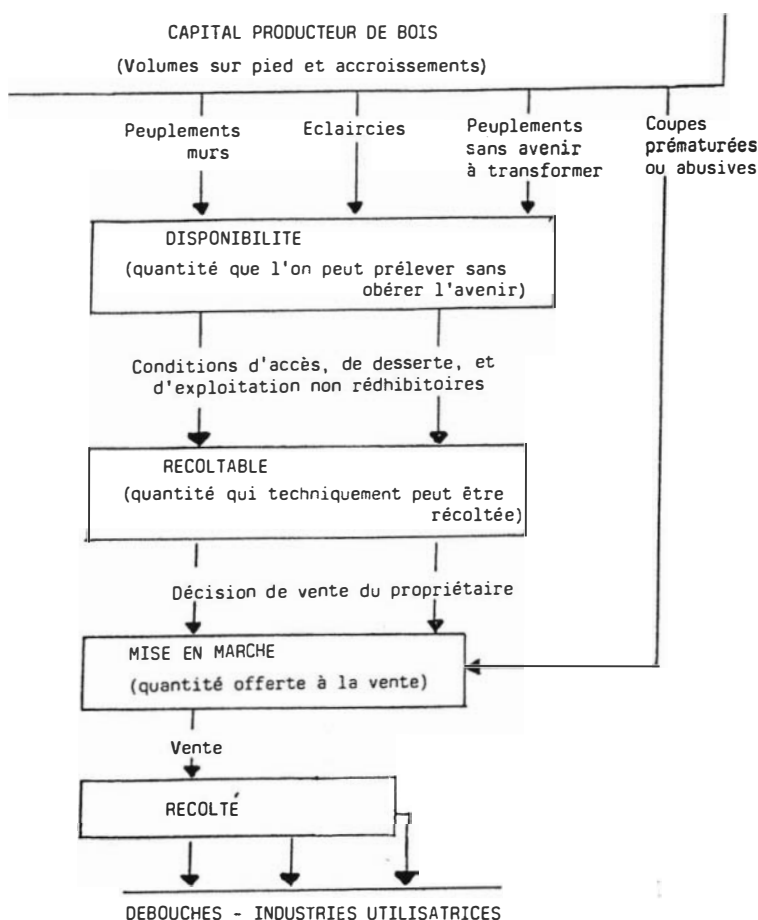 CAPITAL PRODUCTEUR DE BOIS
(Volumes sur pied et accroissements)
Peuplements
murs
Eclaircies
Peuplements
sans avenir
à transformer
Coupes
prématurées
ou abusives
DISPONIBILITE
(quantité que l'on peut prélever sans
obérer l'avenir)
Conditions d'accès, de desserte, et
d'exploitation non rédhibitoires
RECOLTABLE
(quantité qui techniquement peut être
récoltée)
Décision de vente du propriétaire
MISE EN MARCHE
(quantité offerte à la vente)
Vente
RECOLTÉ
DEBOUCHES - INDUSTRIES UTILISATRICES